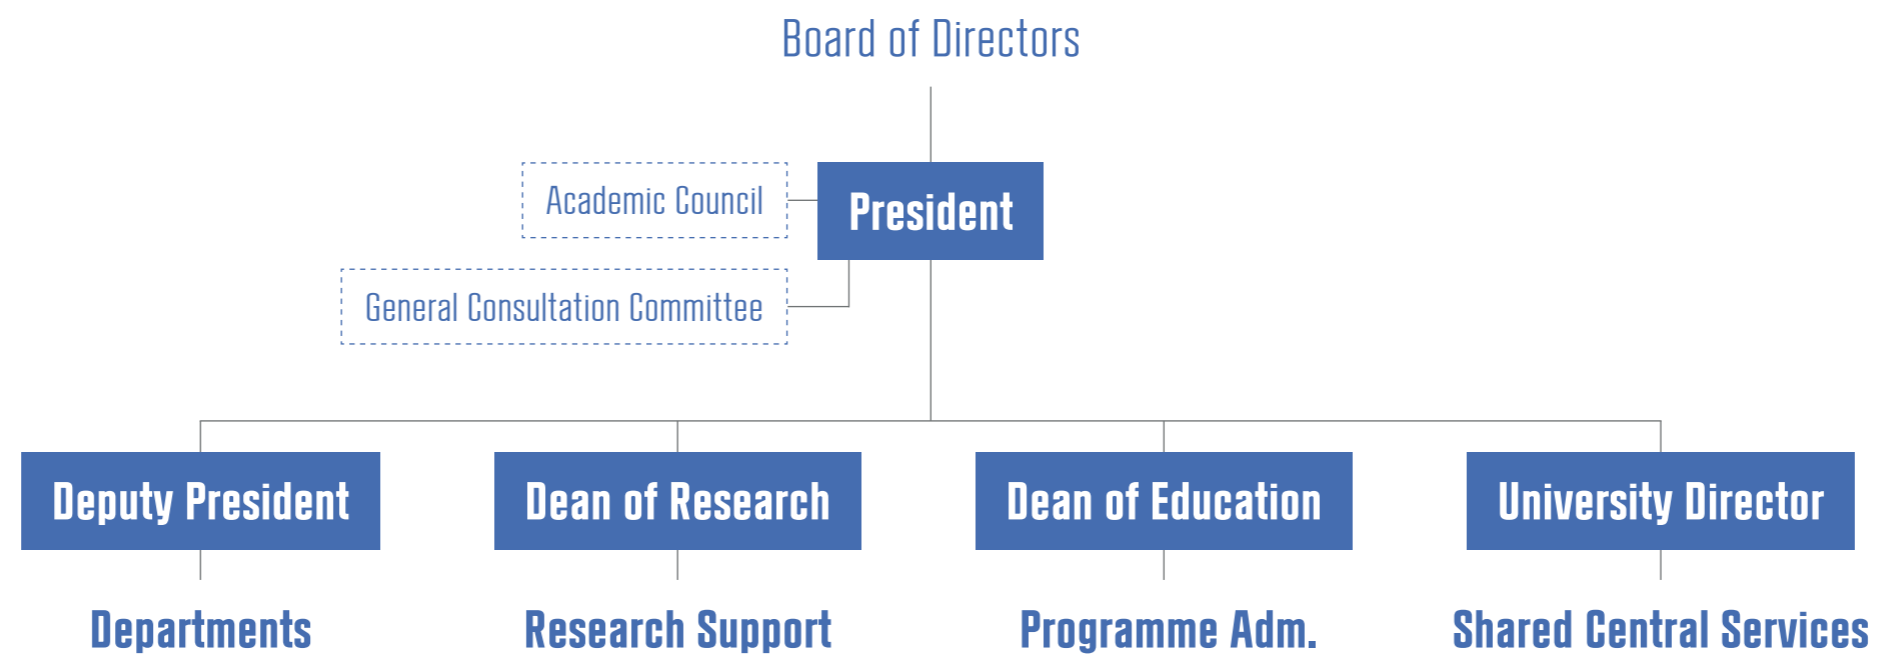 Board of Directors
Academic Council
President
General Consultation Committee
Deputy President
Dean of Research
Dean of Education
University Director
Departments
Research Support
Programme Adm.
Shared Central Services